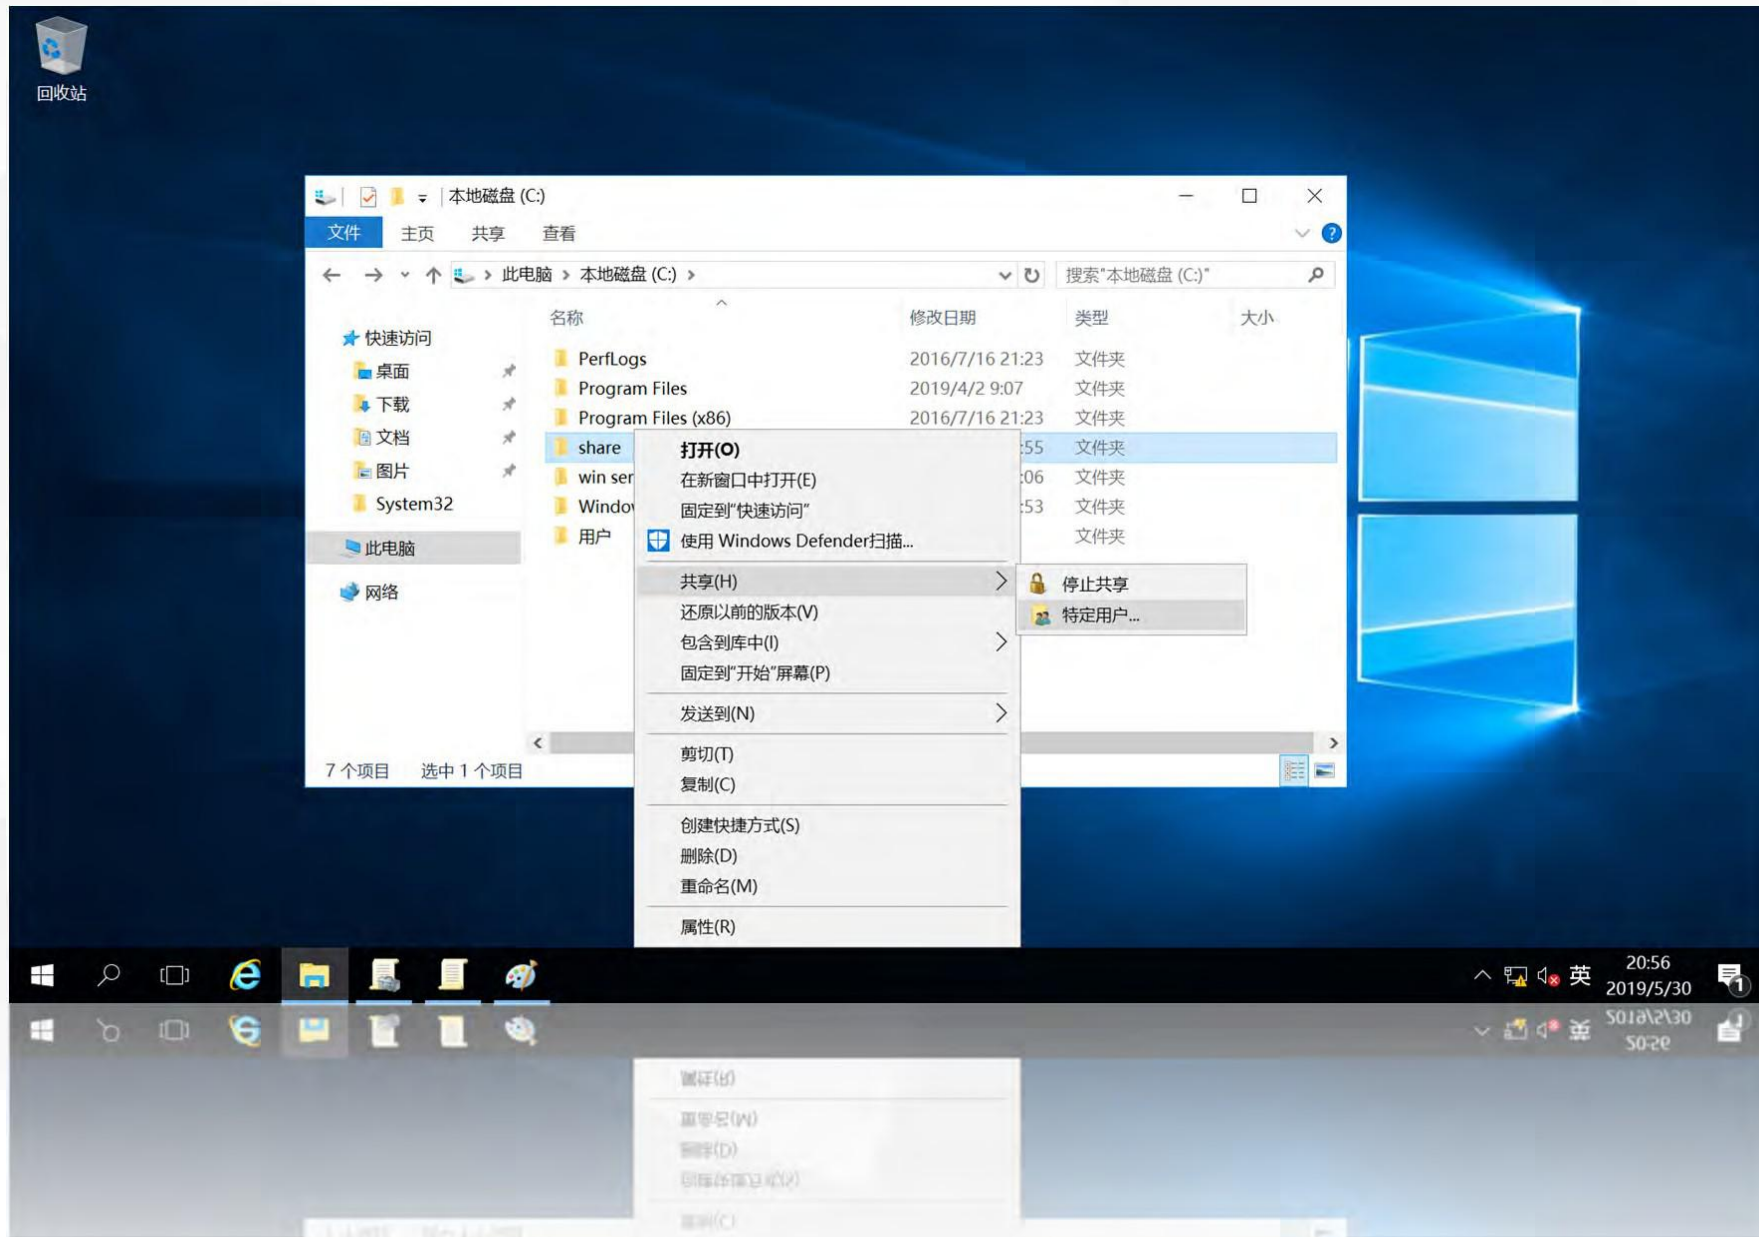 回收站
本地磁盘 (C:)
文件 主页 共享 查看
此电脑 本地磁盘 (C:) 搜索"本地磁盘 (C:)"
名称 修改日期 类型 大小
快速访问
桌面
下载
文档
图片
System32
此电脑
网络
PerfLogs 2016/7/16 21:23 文件夹
Program Files 2019/4/2 9:07 文件夹
Program Files (x86) 2016/7/16 21:23 文件夹
share :55 文件夹
win ser :06 文件夹
Window :53 文件夹
用户 文件夹
打开(O)
在新窗口中打开(E)
固定到"快速访问"
使用 Windows Defender扫描...
共享(H)
还原以前的版本(V)
包含到库中(I)
固定到"开始"屏幕(P)
发送到(N)
剪切(T)
复制(C)
创建快捷方式(S)
删除(D)
重命名(M)
属性(R)
停止共享
特定用户...
7 个项目 选中 1 个项目
英
20:56
2019/5/30
1